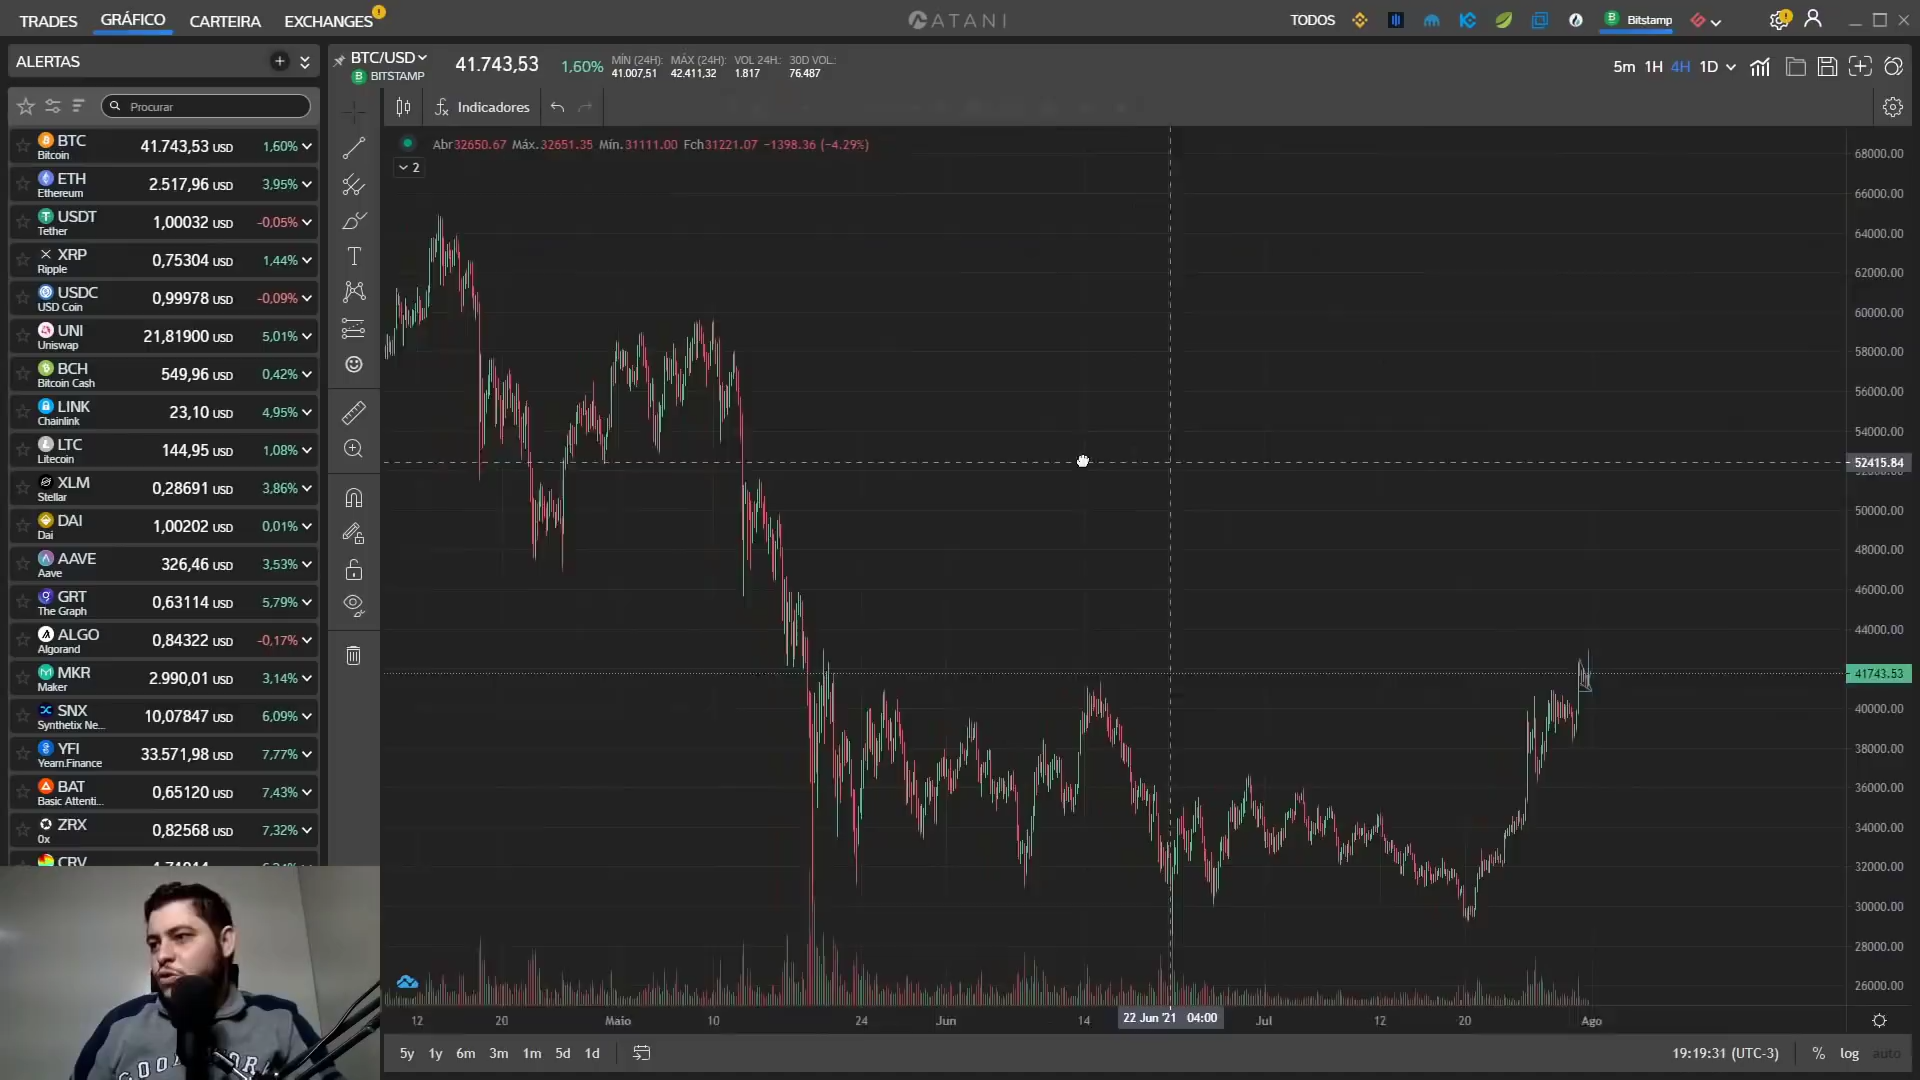 TRADES GRÁFICO CARTEIRA EXCHANGES
ATANI
TODOS Bitstamp
ALERTAS
Procurar
BTC 41.743,53 USD 1,60%
Bitcoin
ETH 2.517,96 USD 3,95%
Ethereum
USDT 1,00032 USD -0,05%
Tether
XRP 0,75304 USD 1,44%
Ripple
USDC 0,99978 USD -0,09%
USD Coin
UNI 21,81900 USD 5,01%
Uniswap
BCH 549,96 USD 0,42%
Bitcoin Cash
LINK 23,10 USD 4,95%
Chainlink
LTC 144,95 USD 1,08%
Litecoin
XLM 0,28691 USD 3,86%
Stellar
DAI 1,00202 USD 0,01%
Dai
AAVE 326,46 USD 3,53%
Aave
GRT 0,63114 USD 5,79%
The Graph
ALGO 0,84322 USD -0,17%
Algorand
MKR 2.990,01 USD 3,14%
Maker
SNX 10,07847 USD 6,09%
Synthetix Ne...
YFI 33.571,98 USD 7,77%
Yearn.Finance
BAT 0,65120 USD 7,43%
Basic Attenti...
ZRX 0,82568 USD 7,32%
0x
CRV
BTC/USD
BITSTAMP
41.743,53 1,60%
MÍN (24H): MÁX (24H): VOL 24H: 30D VOL:
41.007,51 42.411,32 1.817 76.487
5m 1H 4H 1D
Indicadores
Abr32650.67 Máx.32651.35 Mín.31111.00 Fch31221.07 −1398.36 (−4.29%)
2
68000.00
66000.00
64000.00
62000.00
60000.00
58000.00
56000.00
54000.00
52415.84
50000.00
48000.00
46000.00
44000.00
41743.53
40000.00
38000.00
36000.00
34000.00
32000.00
30000.00
28000.00
26000.00
12 20 Maio 10 24 Jun 14 22 Jun '21 04:00 Jul 12 20 Ago
5y 1y 6m 3m 1m 5d 1d
19:19:31 (UTC-3) % log auto